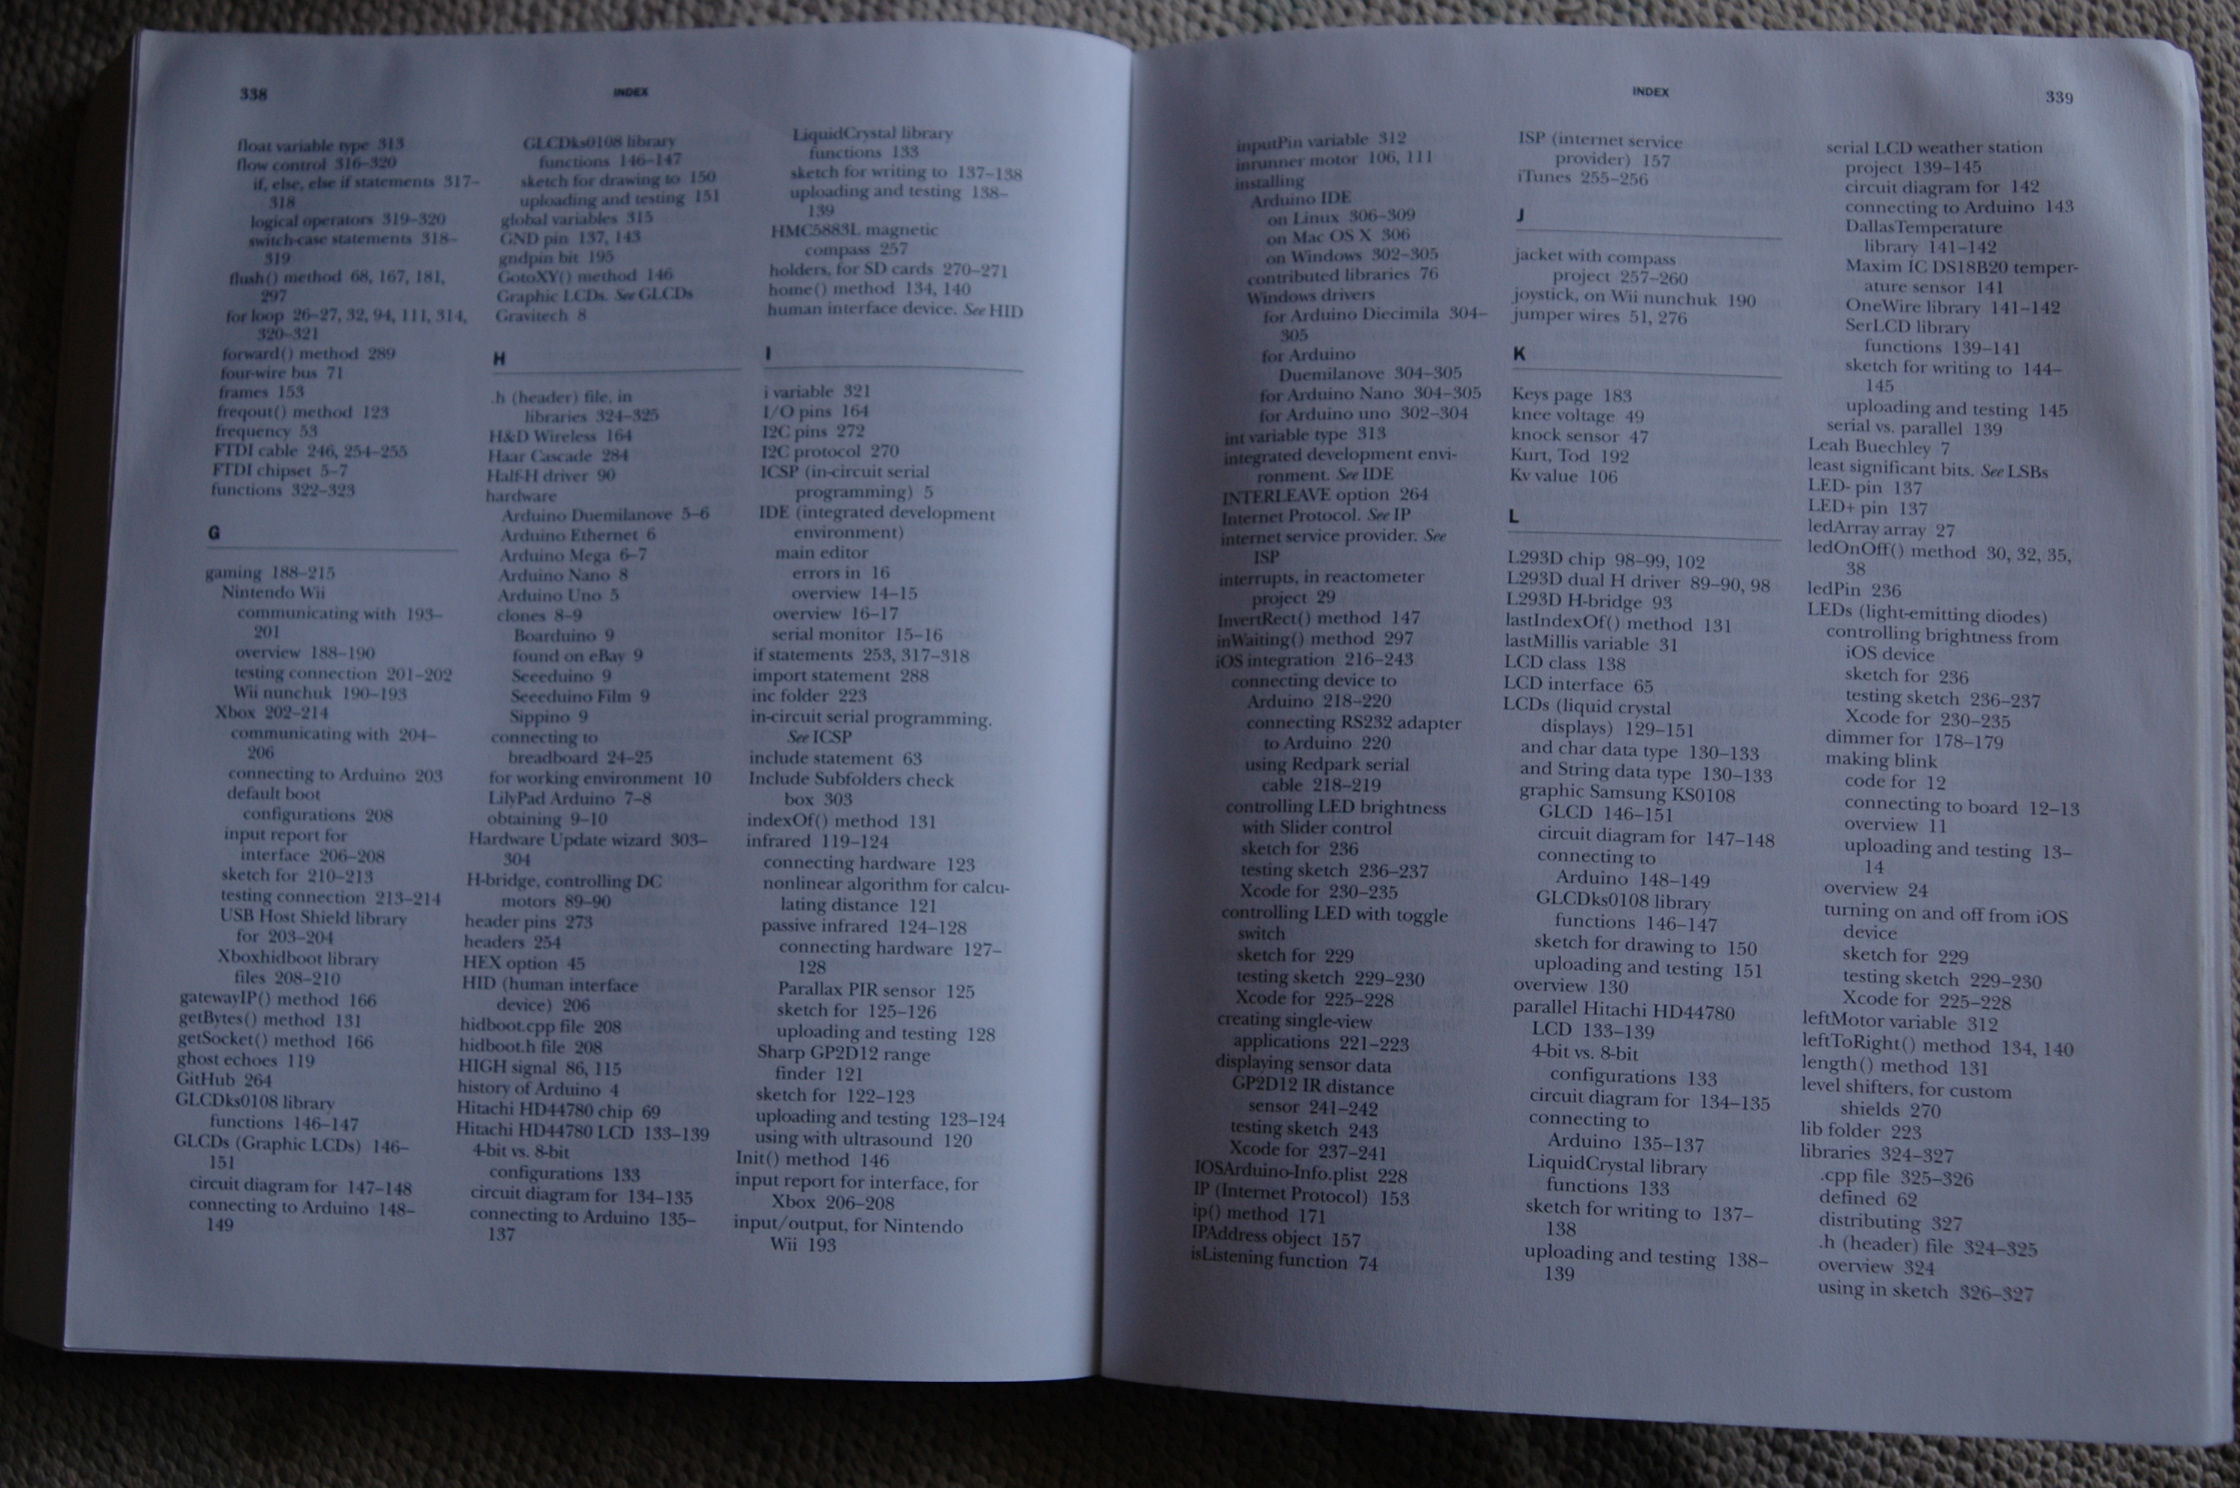 338
INDEX
float variable type 313
flow control 316–320
if, else, else if statements 317–
318
logical operators 319–320
switch-case statements 318–
319
flush() method 68, 167, 181,
297
for loop 26–27, 32, 94, 111, 314,
320–321
forward() method 289
four-wire bus 71
frames 153
freqout() method 123
frequency 53
FTDI cable 246, 254–255
FTDI chipset 5–7
functions 322–323
G
gaming 188–215
Nintendo Wii
communicating with 193–
201
overview 188–190
testing connection 201–202
Wii nunchuk 190–193
Xbox 202–214
communicating with 204–
206
connecting to Arduino 203
default boot
configurations 208
input report for
interface 206–208
sketch for 210–213
testing connection 213–214
USB Host Shield library
for 203–204
Xboxhidboot library
files 208–210
gatewayIP() method 166
getBytes() method 131
getSocket() method 166
ghost echoes 119
GitHub 264
GLCDks0108 library
functions 146–147
GLCDs (Graphic LCDs) 146–
151
circuit diagram for 147–148
connecting to Arduino 148–
149
GLCDks0108 library
functions 146–147
sketch for drawing to 150
uploading and testing 151
global variables 315
GND pin 137, 143
gndpin bit 195
GotoXY() method 146
Graphic LCDs. See GLCDs
Gravitech 8
H
.h (header) file, in
libraries 324–325
H&D Wireless 164
Haar Cascade 284
Half-H driver 90
hardware
Arduino Duemilanove 5–6
Arduino Ethernet 6
Arduino Mega 6–7
Arduino Nano 8
Arduino Uno 5
clones 8–9
Boarduino 9
found on eBay 9
Seeeduino 9
Seeeduino Film 9
Sippino 9
connecting to
breadboard 24–25
for working environment 10
LilyPad Arduino 7–8
obtaining 9–10
Hardware Update wizard 303–
304
H-bridge, controlling DC
motors 89–90
header pins 273
headers 254
HEX option 45
HID (human interface
device) 206
hidboot.cpp file 208
hidboot.h file 208
HIGH signal 86, 115
history of Arduino 4
Hitachi HD44780 chip 69
Hitachi HD44780 LCD 133–139
4-bit vs. 8-bit
configurations 133
circuit diagram for 134–135
connecting to Arduino 135–
137
LiquidCrystal library
functions 133
sketch for writing to 137–138
uploading and testing 138–
139
HMC5883L magnetic
compass 257
holders, for SD cards 270–271
home() method 134, 140
human interface device. See HID
I
i variable 321
I/O pins 164
I2C pins 272
I2C protocol 270
ICSP (in-circuit serial
programming) 5
IDE (integrated development
environment)
main editor
errors in 16
overview 14–15
overview 16–17
serial monitor 15–16
if statements 253, 317–318
import statement 288
inc folder 223
in-circuit serial programming.
See ICSP
include statement 63
Include Subfolders check
box 303
indexOf() method 131
infrared 119–124
connecting hardware 123
nonlinear algorithm for calcu-
lating distance 121
passive infrared 124–128
connecting hardware 127–
128
Parallax PIR sensor 125
sketch for 125–126
uploading and testing 128
Sharp GP2D12 range
finder 121
sketch for 122–123
uploading and testing 123–124
using with ultrasound 120
Init() method 146
input report for interface, for
Xbox 206–208
input/output, for Nintendo
Wii 193
INDEX
339
inputPin variable 312
inrunner motor 106, 111
installing
Arduino IDE
on Linux 306–309
on Mac OS X 306
on Windows 302–305
contributed libraries 76
Windows drivers
for Arduino Diecimila 304–
305
for Arduino
Duemilanove 304–305
for Arduino Nano 304–305
for Arduino uno 302–304
int variable type 313
integrated development envi-
ronment. See IDE
INTERLEAVE option 264
Internet Protocol. See IP
internet service provider. See
ISP
interrupts, in reactometer
project 29
InvertRect() method 147
inWaiting() method 297
iOS integration 216–243
connecting device to
Arduino 218–220
connecting RS232 adapter
to Arduino 220
using Redpark serial
cable 218–219
controlling LED brightness
with Slider control
sketch for 236
testing sketch 236–237
Xcode for 230–235
controlling LED with toggle
switch
sketch for 229
testing sketch 229–230
Xcode for 225–228
creating single-view
applications 221–223
displaying sensor data
GP2D12 IR distance
sensor 241–242
testing sketch 243
Xcode for 237–241
IOSArduino-Info.plist 228
IP (Internet Protocol) 153
ip() method 171
IPAddress object 157
isListening function 74
ISP (internet service
provider) 157
iTunes 255–256
J
jacket with compass
project 257–260
joystick, on Wii nunchuk 190
jumper wires 51, 276
K
Keys page 183
knee voltage 49
knock sensor 47
Kurt, Tod 192
Kv value 106
L
L293D chip 98–99, 102
L293D dual H driver 89–90, 98
L293D H-bridge 93
lastIndexOf() method 131
lastMillis variable 31
LCD class 138
LCD interface 65
LCDs (liquid crystal
displays) 129–151
and char data type 130–133
and String data type 130–133
graphic Samsung KS0108
GLCD 146–151
circuit diagram for 147–148
connecting to
Arduino 148–149
GLCDks0108 library
functions 146–147
sketch for drawing to 150
uploading and testing 151
overview 130
parallel Hitachi HD44780
LCD 133–139
4-bit vs. 8-bit
configurations 133
circuit diagram for 134–135
connecting to
Arduino 135–137
LiquidCrystal library
functions 133
sketch for writing to 137–
138
uploading and testing 138–
139
serial LCD weather station
project 139–145
circuit diagram for 142
connecting to Arduino 143
DallasTemperature
library 141–142
Maxim IC DS18B20 temper-
ature sensor 141
OneWire library 141–142
SerLCD library
functions 139–141
sketch for writing to 144–
145
uploading and testing 145
serial vs. parallel 139
Leah Buechley 7
least significant bits. See LSBs
LED- pin 137
LED+ pin 137
ledArray array 27
ledOnOff() method 30, 32, 35,
38
ledPin 236
LEDs (light-emitting diodes)
controlling brightness from
iOS device
sketch for 236
testing sketch 236–237
Xcode for 230–235
dimmer for 178–179
making blink
code for 12
connecting to board 12–13
overview 11
uploading and testing 13–
14
overview 24
turning on and off from iOS
device
sketch for 229
testing sketch 229–230
Xcode for 225–228
leftMotor variable 312
leftToRight() method 134, 140
length() method 131
level shifters, for custom
shields 270
lib folder 223
libraries 324–327
.cpp file 325–326
defined 62
distributing 327
.h (header) file 324–325
overview 324
using in sketch 326–327